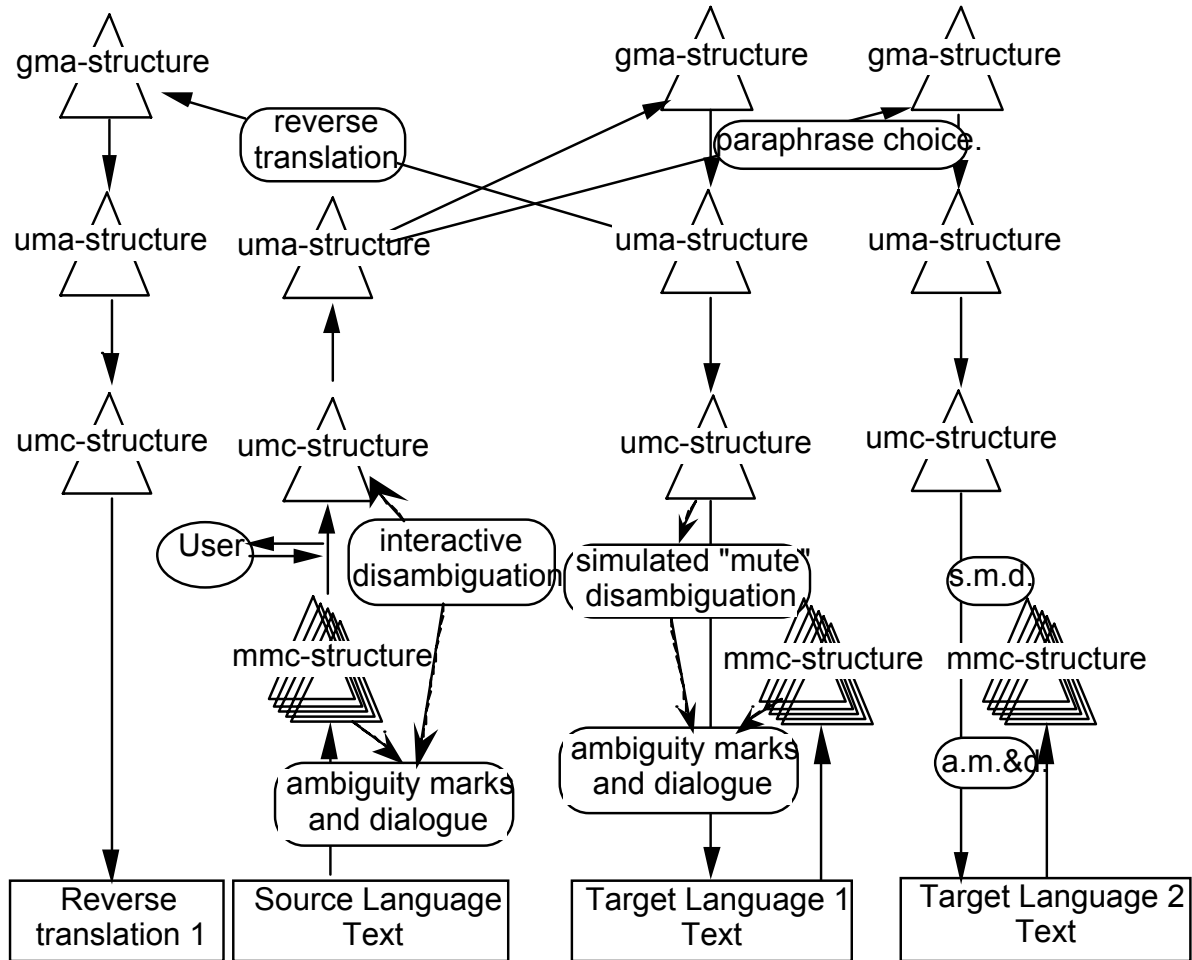 gma-structure
gma-structure
gma-structure
reverse
translation
paraphrase choice.
uma-structure
uma-structure
uma-structure
uma-structure
umc-structure
umc-structure
umc-structure
umc-structure
User
interactive
disambiguation
simulated "mute"
disambiguation
s.m.d.
mmc-structure
mmc-structure
mmc-structure
ambiguity marks
and dialogue
ambiguity marks
and dialogue
a.m.&d.
Reverse
translation 1
Source Language
Text
Target Language 1
Text
Target Language 2
Text